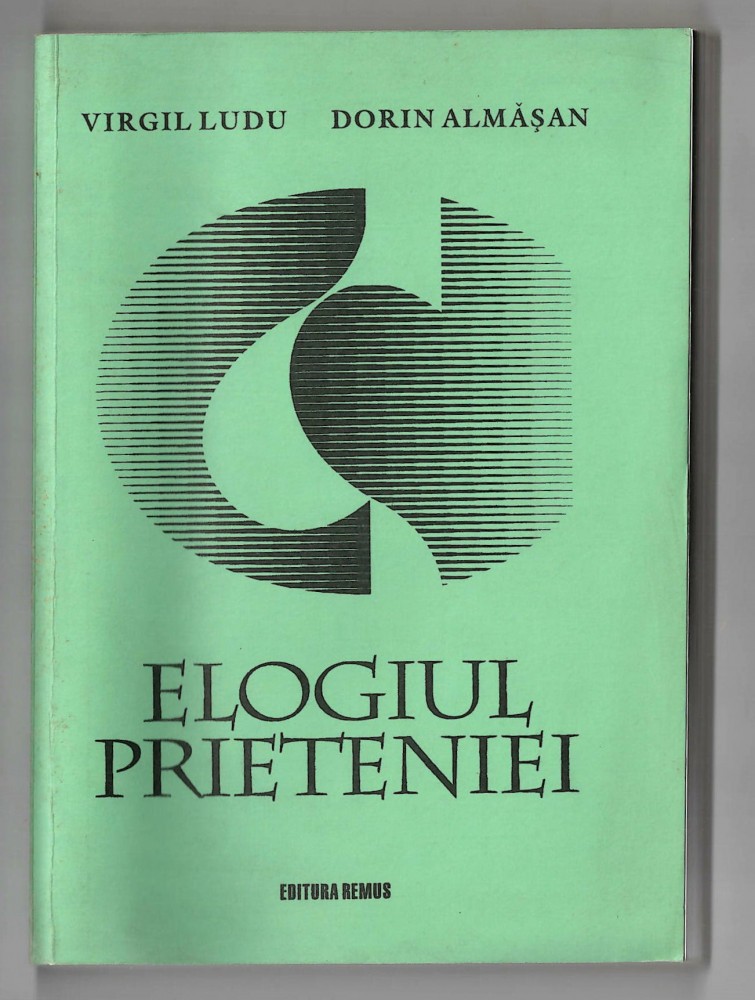 VIRGIL LUDU DORIN ALMĂȘAN
ELOGIUL
PRIETENIEI
EDITURA REMUS